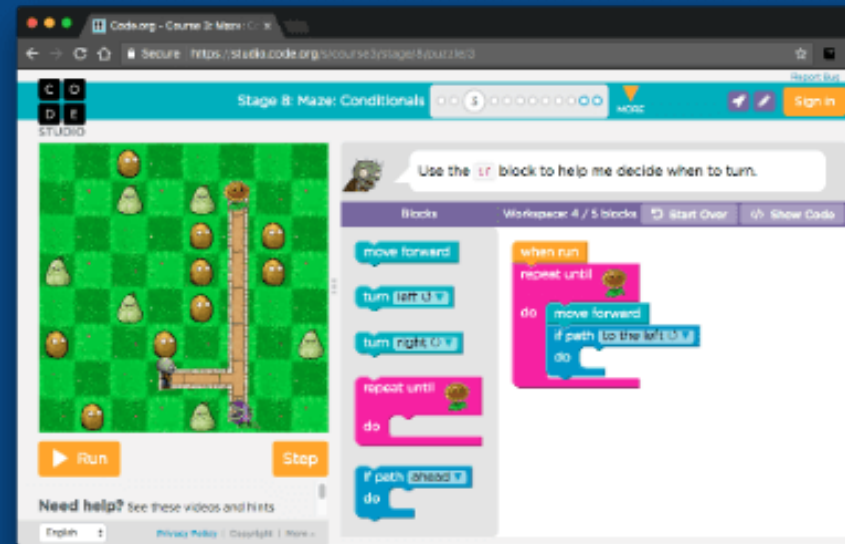 Code.org - Course 3: Maze: Co
Secure https://studio.code.org/s/course3/stage/8/puzzle/3
Report Bug
C O
D E
STUDIO
Stage 8: Maze: Conditionals
3
MORE
Sign in
Use the if block to help me decide when to turn.
Blocks
Workspace: 4 / 5 blocks
Start Over
Show Code
move forward
turn left
turn right
repeat until
do
if path ahead
do
when run
repeat until
do
move forward
if path to the left
do
Run
Step
Need help? See these videos and hints
English
Privacy Policy | Copyright | More